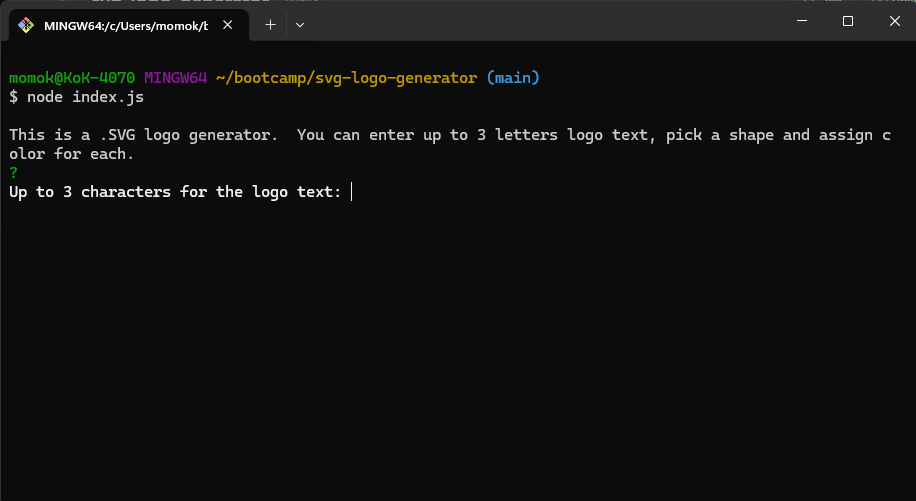 MINGW64:/c/Users/momok/b
momok@KoK-4070 MINGW64 ~/bootcamp/svg-logo-generator (main)
$ node index.js
This is a .SVG logo generator.  You can enter up to 3 letters logo text, pick a shape and assign c
olor for each.
?
Up to 3 characters for the logo text: